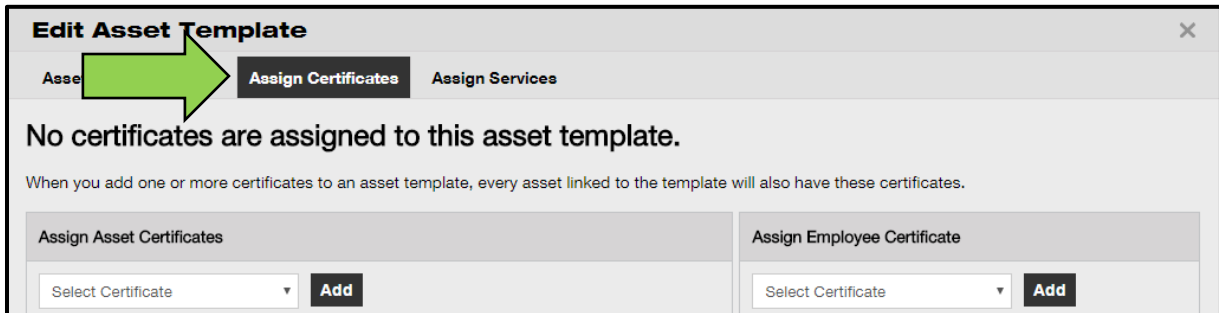 Edit Asset Template
Assign Certificates Assign Services
No certificates are assigned to this asset template.
When you add one or more certificates to an asset template, every asset linked to the template will also have these certificates.
Assign Asset Certificates
Select Certificate Add
Assign Employee Certificate
Select Certificate Add